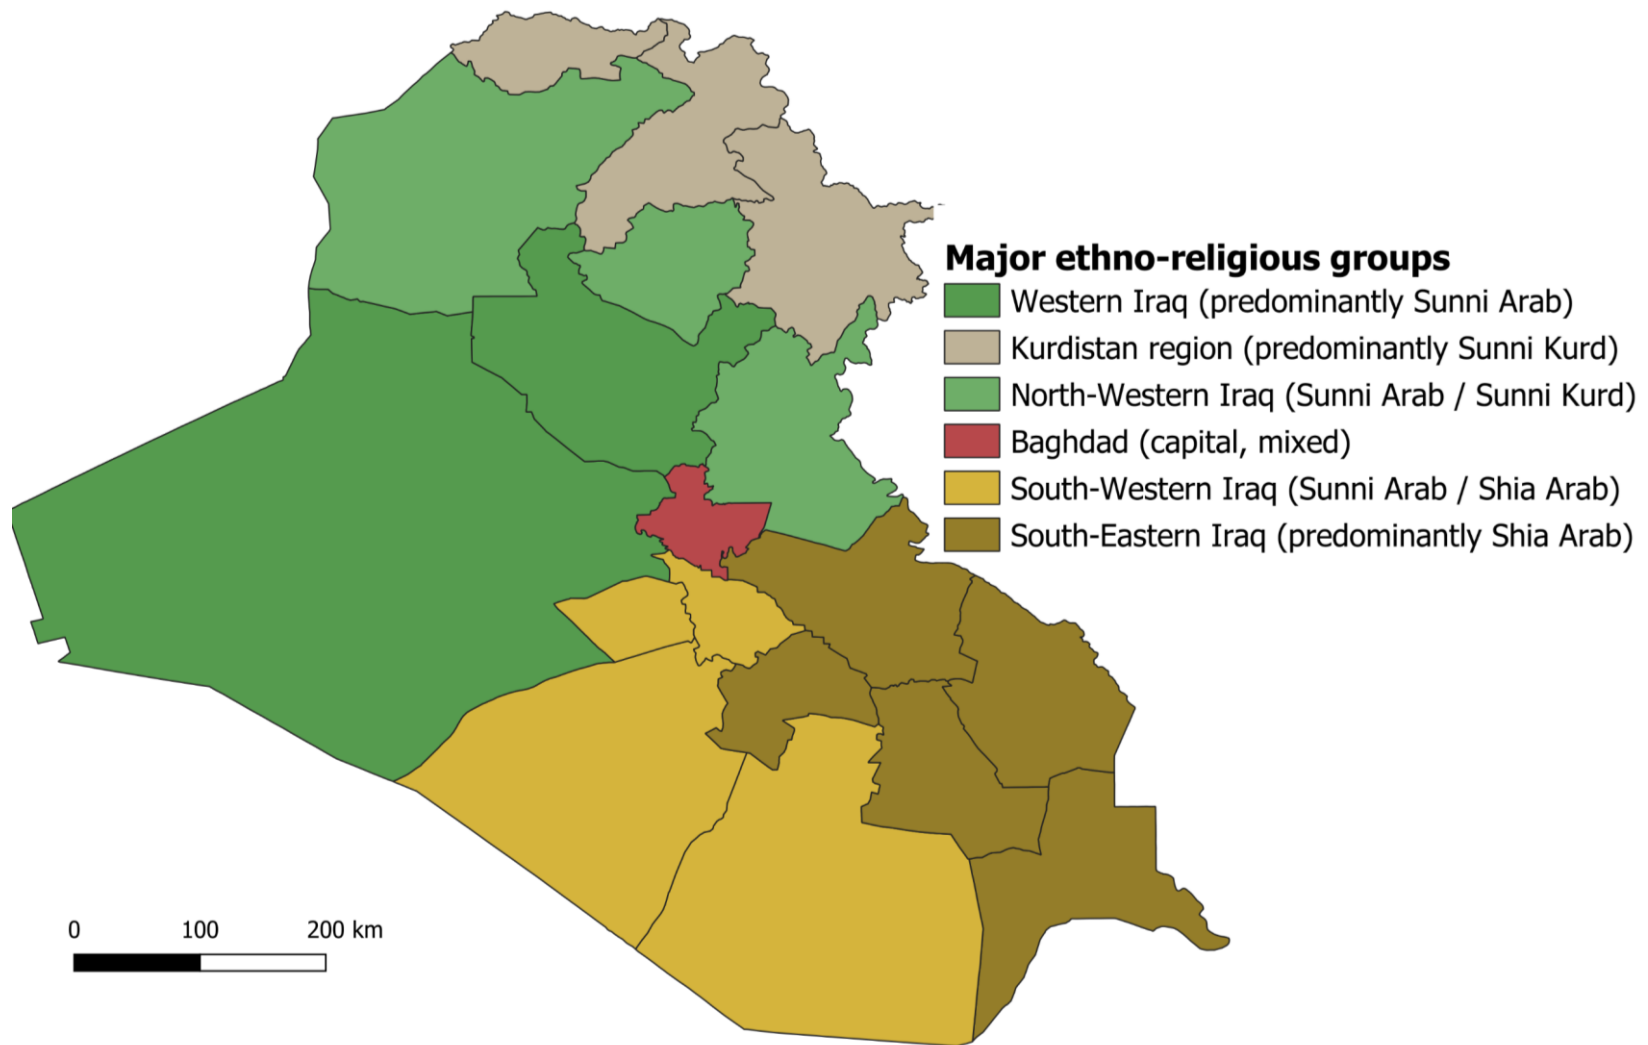 Major ethno-religious groups
Western Iraq (predominantly Sunni Arab)
Kurdistan region (predominantly Sunni Kurd)
North-Western Iraq (Sunni Arab / Sunni Kurd)
Baghdad (capital, mixed)
South-Western Iraq (Sunni Arab / Shia Arab)
South-Eastern Iraq (predominantly Shia Arab)
0 100 200 km